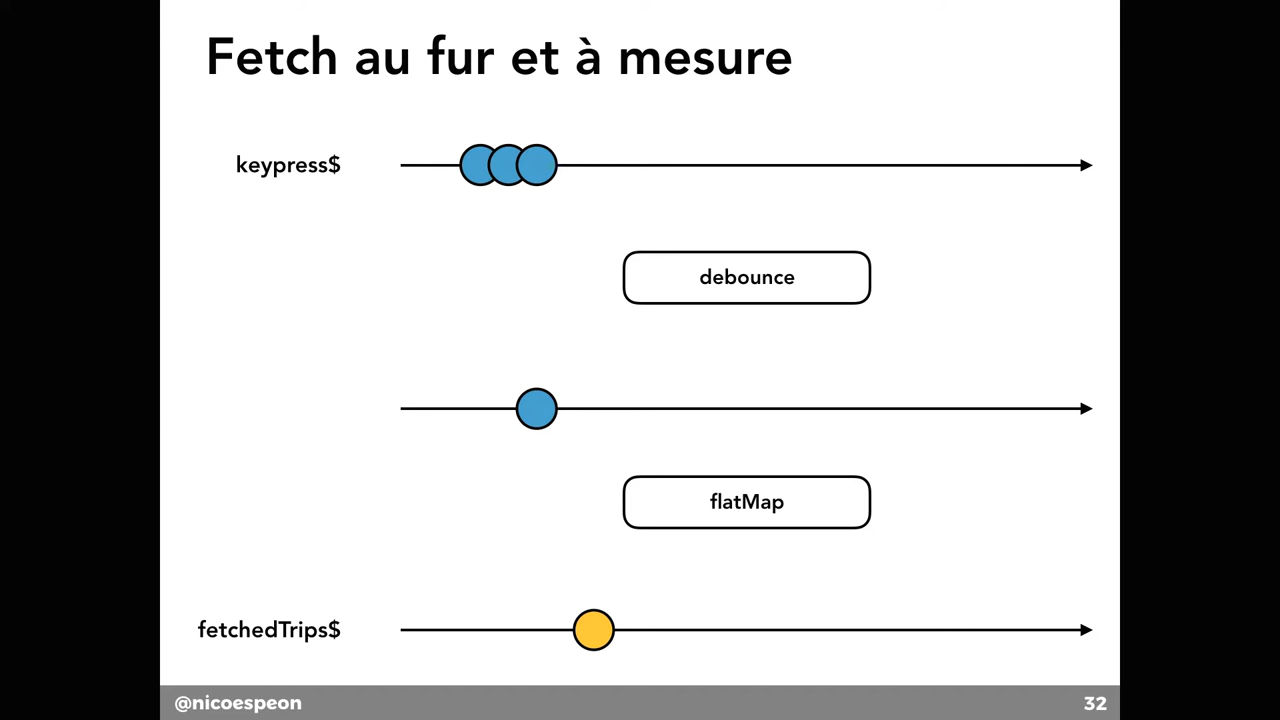 Fetch au fur et à mesure
keypress$
debounce
flatMap
fetchedTrips$
@nicoespeon
32